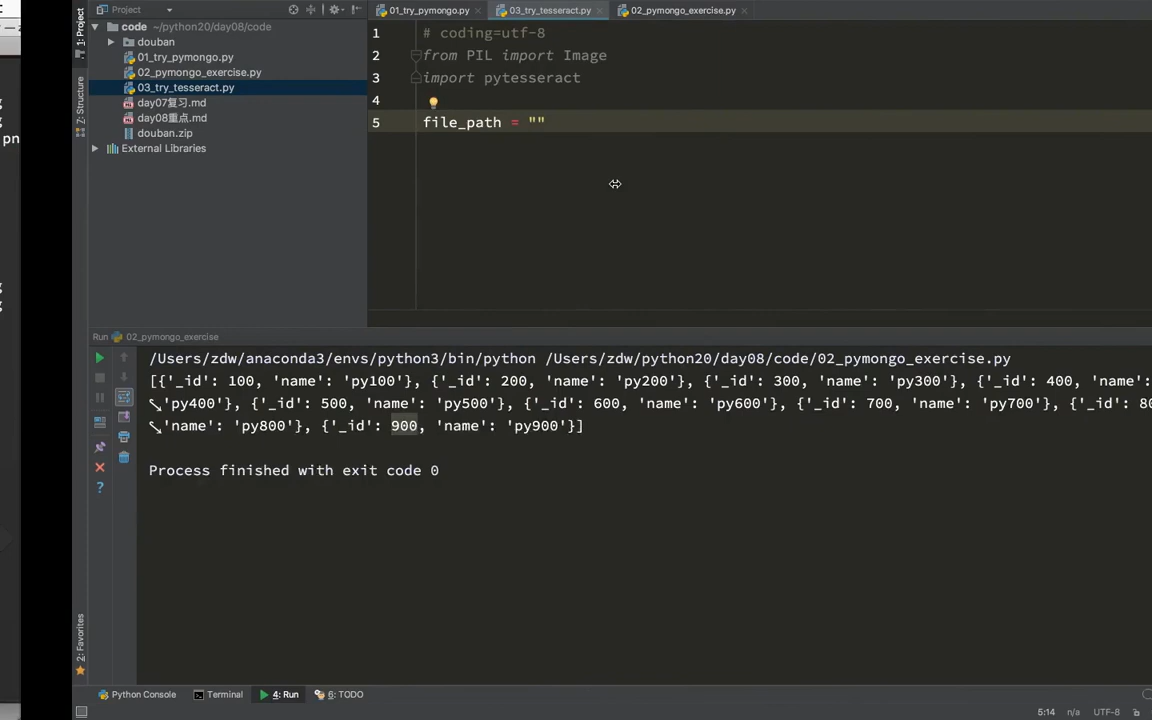 Project
01_try_pymongo.py
03_try_tesseract.py
02_pymongo_exercise.py
1: Project
code ~/python20/day08/code
douban
01_try_pymongo.py
02_pymongo_exercise.py
03_try_tesseract.py
day07复习.md
day08重点.md
douban.zip
External Libraries
Z: Structure
pn
1 # coding=utf-8
2 from PIL import Image
3 import pytesseract
4
5 file_path = ""
Run 02_pymongo_exercise
/Users/zdw/anaconda3/envs/python3/bin/python /Users/zdw/python20/day08/code/02_pymongo_exercise.py
[{'_id': 100, 'name': 'py100'}, {'_id': 200, 'name': 'py200'}, {'_id': 300, 'name': 'py300'}, {'_id': 400, 'name':
'py400'}, {'_id': 500, 'name': 'py500'}, {'_id': 600, 'name': 'py600'}, {'_id': 700, 'name': 'py700'}, {'_id': 80
'name': 'py800'}, {'_id': 900, 'name': 'py900'}]
Process finished with exit code 0
2: Favorites
Python Console
Terminal
4: Run
6: TODO
5:14 n/a UTF-8